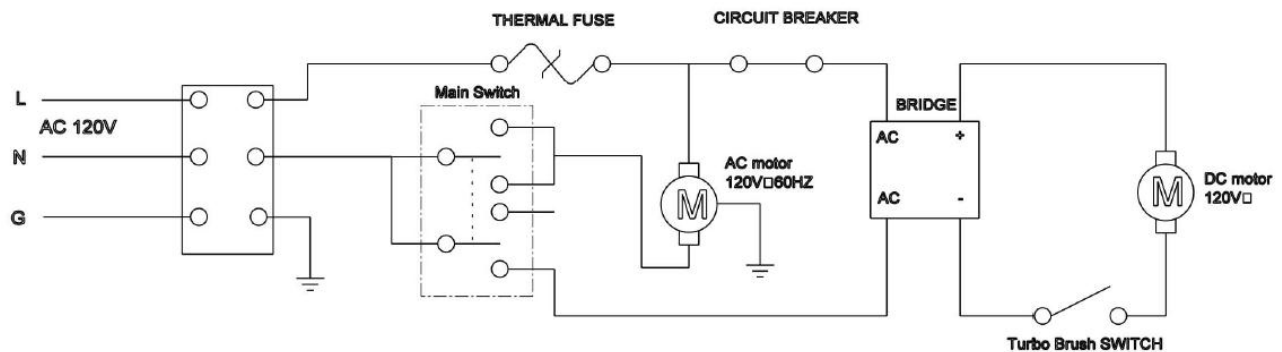 THERMAL FUSE
CIRCUIT BREAKER
Main Switch
L
AC 120V
N
G
BRIDGE
AC +
AC -
M
AC motor
120V□60HZ
M
DC motor
120V□
Turbo Brush SWITCH